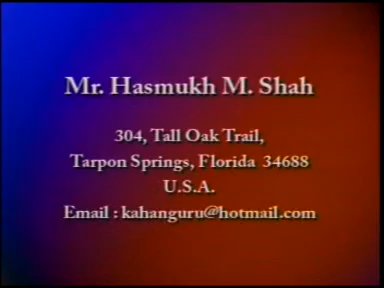 Mr. Hasmukh M. Shah
304, Tall Oak Trail,
Tarpon Springs, Florida 34688
U.S.A.
Email : kahanguru@hotmail.com